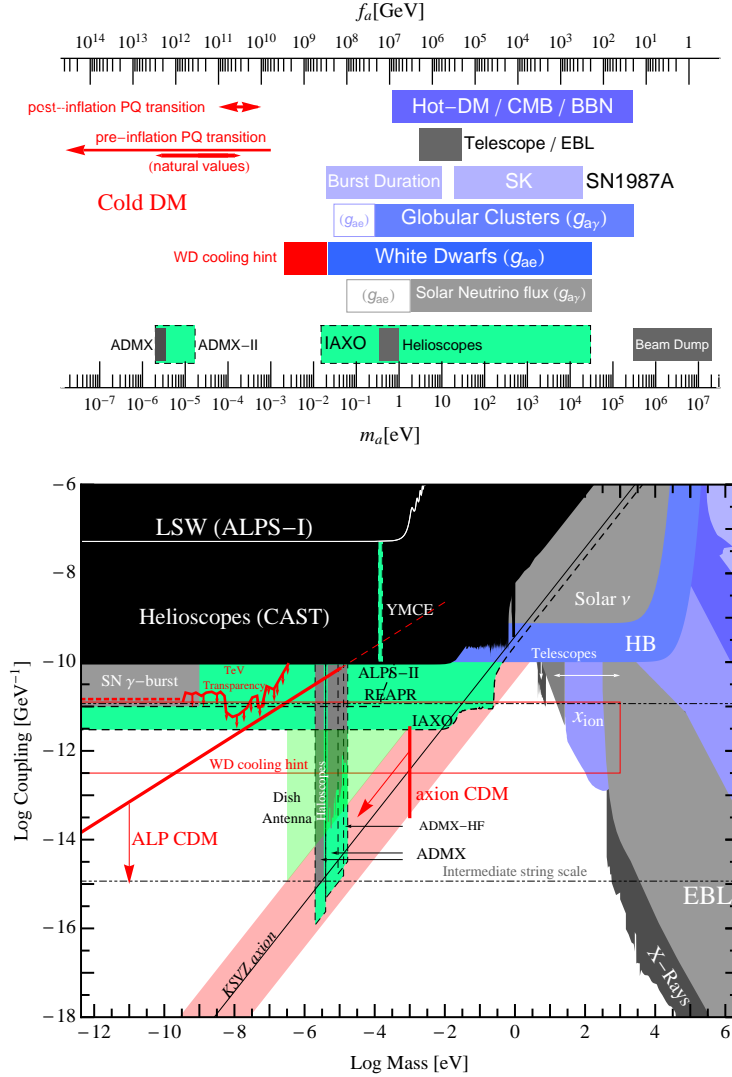 f_a[GeV]
10^14 10^13 10^12 10^11 10^10 10^9 10^8 10^7 10^6 10^5 10^4 10^3 10^2 10^1 1
post-inflation PQ transition
Hot-DM / CMB / BBN
pre-inflation PQ transition
Telescope / EBL
(natural values)
Burst Duration SK SN1987A
Cold DM
(g_ae) Globular Clusters (g_aγ)
WD cooling hint White Dwarfs (g_ae)
(g_ae) Solar Neutrino flux (g_aγ)
ADMX ADMX-II IAXO Helioscopes Beam Dump
10^-7 10^-6 10^-5 10^-4 10^-3 10^-2 10^-1 1 10 10^2 10^3 10^4 10^5 10^6 10^7
m_a[eV]
-6
LSW (ALPS-I)
-8
Solar ν
YMCE
Helioscopes (CAST)
HB
-10
Telescopes
SN γ-burst
TeV
Transparency
ALPS-II
REAPR
IAXO
x_ion
-12
WD cooling hint
Haloscopes
Dish
Antenna
axion CDM
ADMX-HF
ALP CDM
-14
ADMX
Intermediate string scale
EBL
-16
KSVZ axion
X-Rays
-18
-12 -10 -8 -6 -4 -2 0 2 4 6
Log Mass [eV]
Log Coupling [GeV^-1]